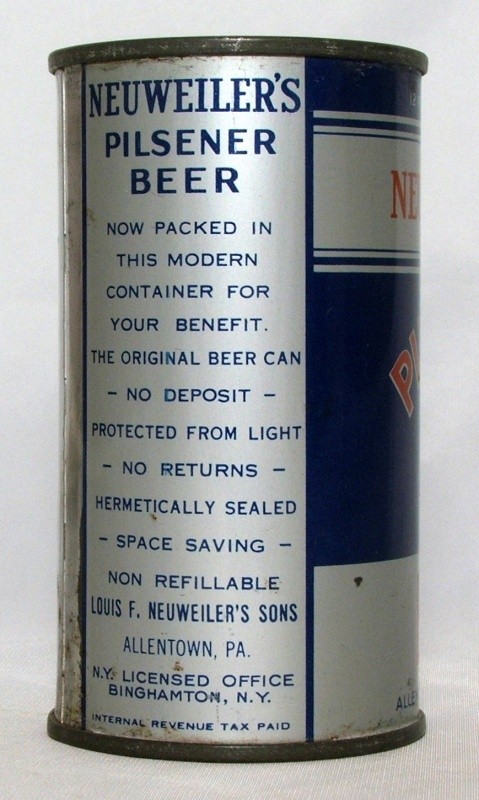 NEUWEILER'S
PILSENER
BEER
NOW PACKED IN
THIS MODERN
CONTAINER FOR
YOUR BENEFIT.
THE ORIGINAL BEER CAN
– NO DEPOSIT –
PROTECTED FROM LIGHT
– NO RETURNS –
HERMETICALLY SEALED
– SPACE SAVING –
NON REFILLABLE
LOUIS F. NEUWEILER'S SONS
ALLENTOWN, PA.
N.Y. LICENSED OFFICE
BINGHAMTON, N.Y.
INTERNAL REVENUE TAX PAID
12
NE